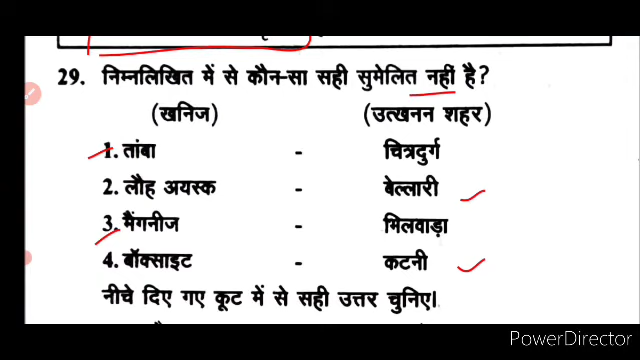 29. निम्नलिखित में से कौन-सा सही सुमेलित नहीं है?
(खनिज) (उत्खनन शहर)
1. तांबा - चित्रदुर्ग
2. लौह अयस्क - बेल्लारी
3. मैंगनीज - मिलवाड़ा
4. बॉक्साइट - कटनी
नीचे दिए गए कूट में से सही उत्तर चुनिए।
PowerDirector